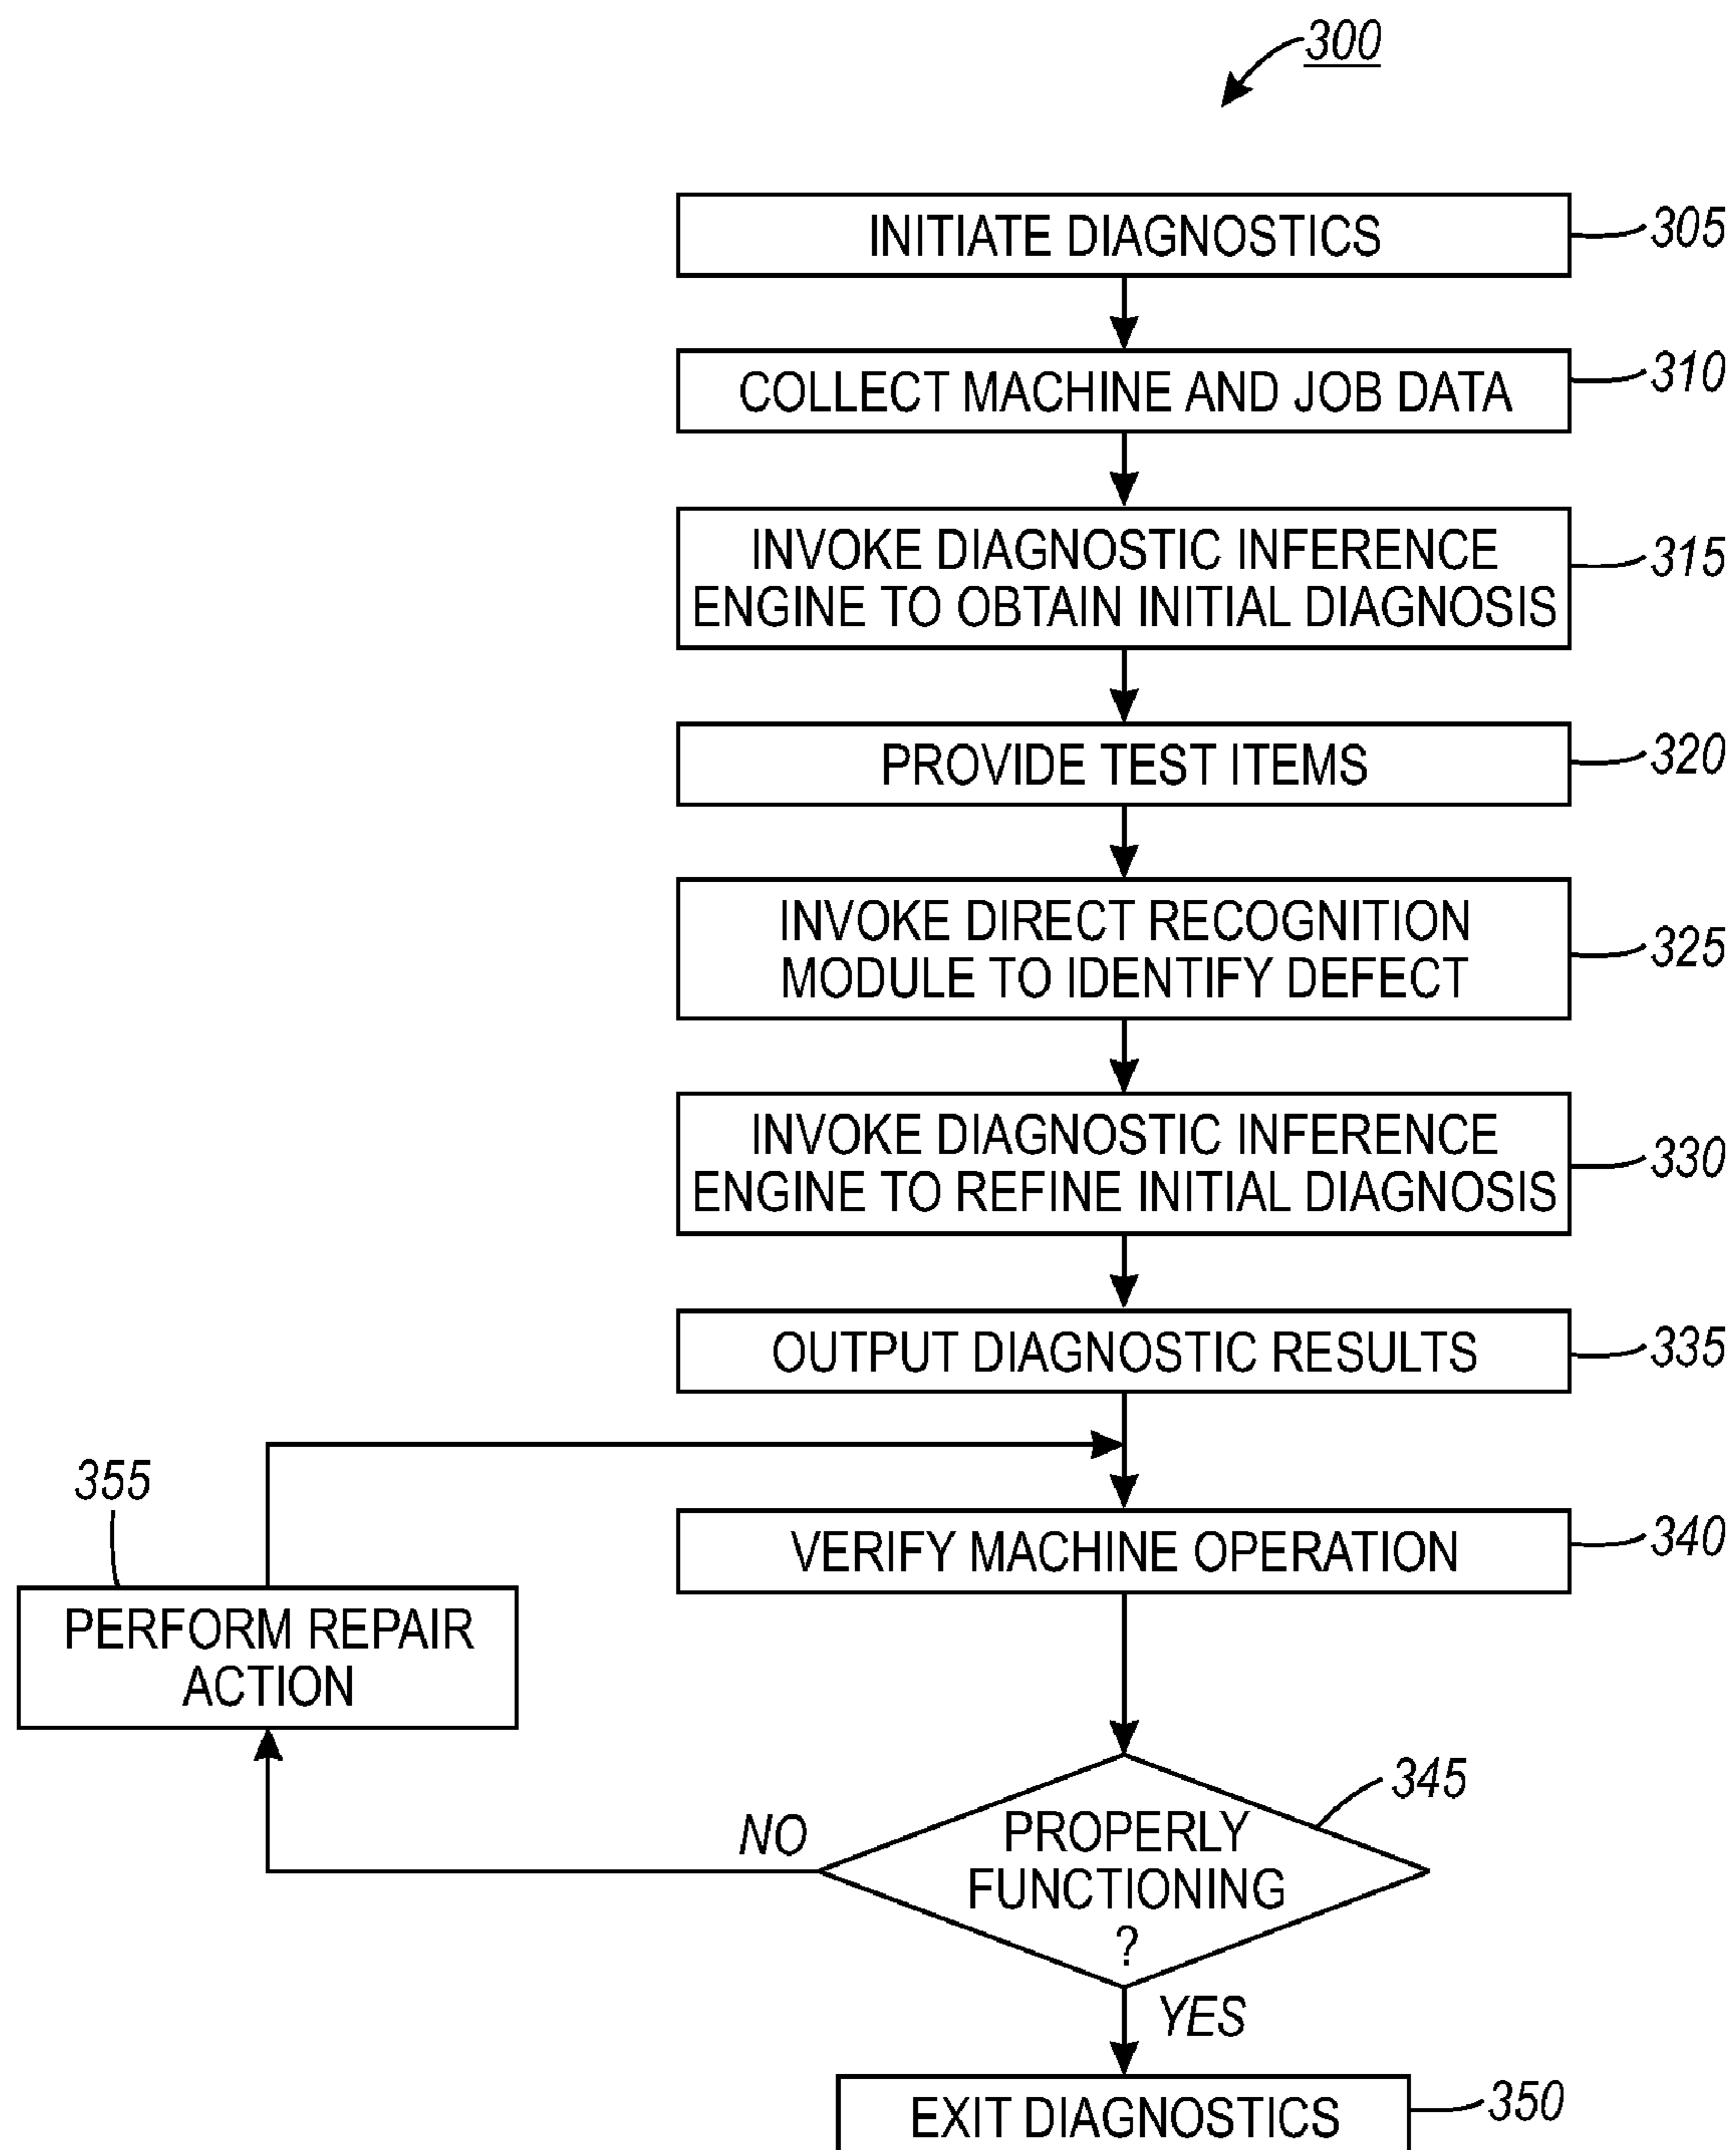 300
INITIATE DIAGNOSTICS
305
COLLECT MACHINE AND JOB DATA
310
INVOKE DIAGNOSTIC INFERENCE
ENGINE TO OBTAIN INITIAL DIAGNOSIS
315
PROVIDE TEST ITEMS
320
INVOKE DIRECT RECOGNITION
MODULE TO IDENTIFY DEFECT
325
INVOKE DIAGNOSTIC INFERENCE
ENGINE TO REFINE INITIAL DIAGNOSIS
330
OUTPUT DIAGNOSTIC RESULTS
335
355
VERIFY MACHINE OPERATION
340
PERFORM REPAIR
ACTION
345
NO
PROPERLY
FUNCTIONING
?
YES
EXIT DIAGNOSTICS
350